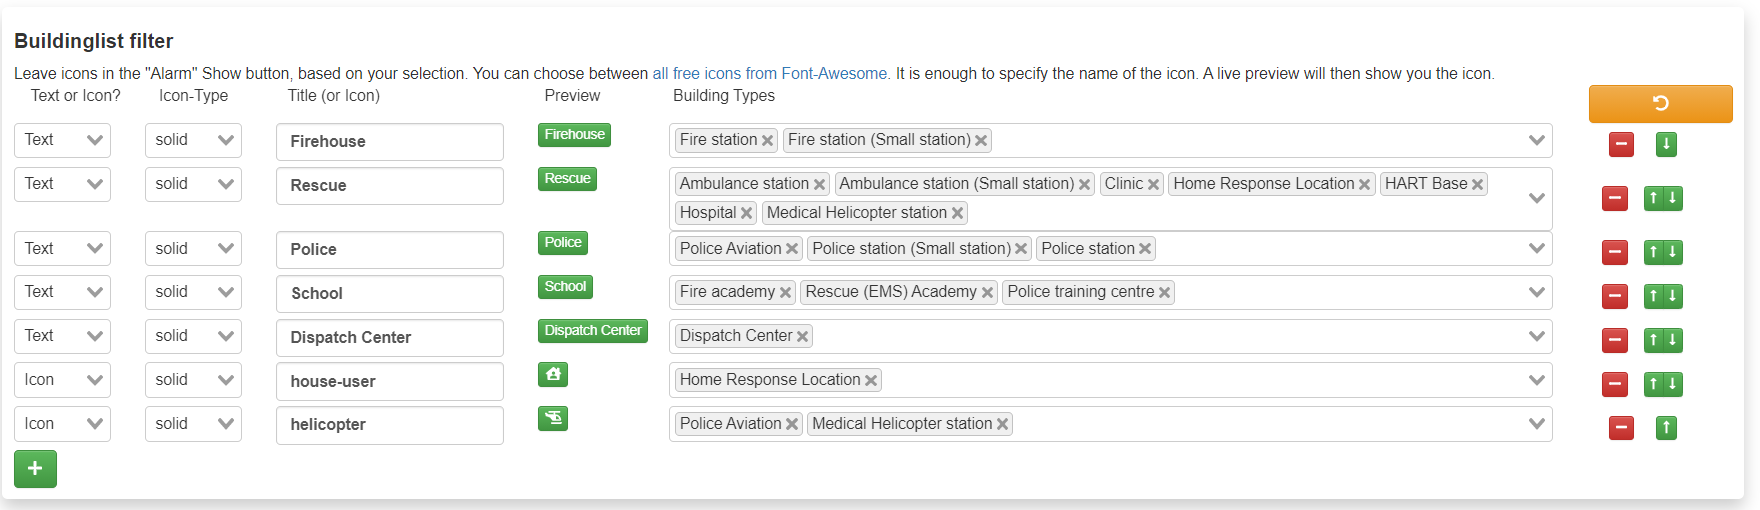 Buildinglist filter
Leave icons in the "Alarm" Show button, based on your selection. You can choose between all free icons from Font-Awesome. It is enough to specify the name of the icon. A live preview will then show you the icon.
Text or Icon? Icon-Type Title (or Icon) Preview Building Types
Text solid Firehouse Firehouse Fire station Fire station (Small station)
Text solid Rescue Rescue Ambulance station Ambulance station (Small station) Clinic Home Response Location HART Base
Hospital Medical Helicopter station
Text solid Police Police Police Aviation Police station (Small station) Police station
Text solid School School Fire academy Rescue (EMS) Academy Police training centre
Text solid Dispatch Center Dispatch Center Dispatch Center
Icon solid house-user Home Response Location
Icon solid helicopter Police Aviation Medical Helicopter station